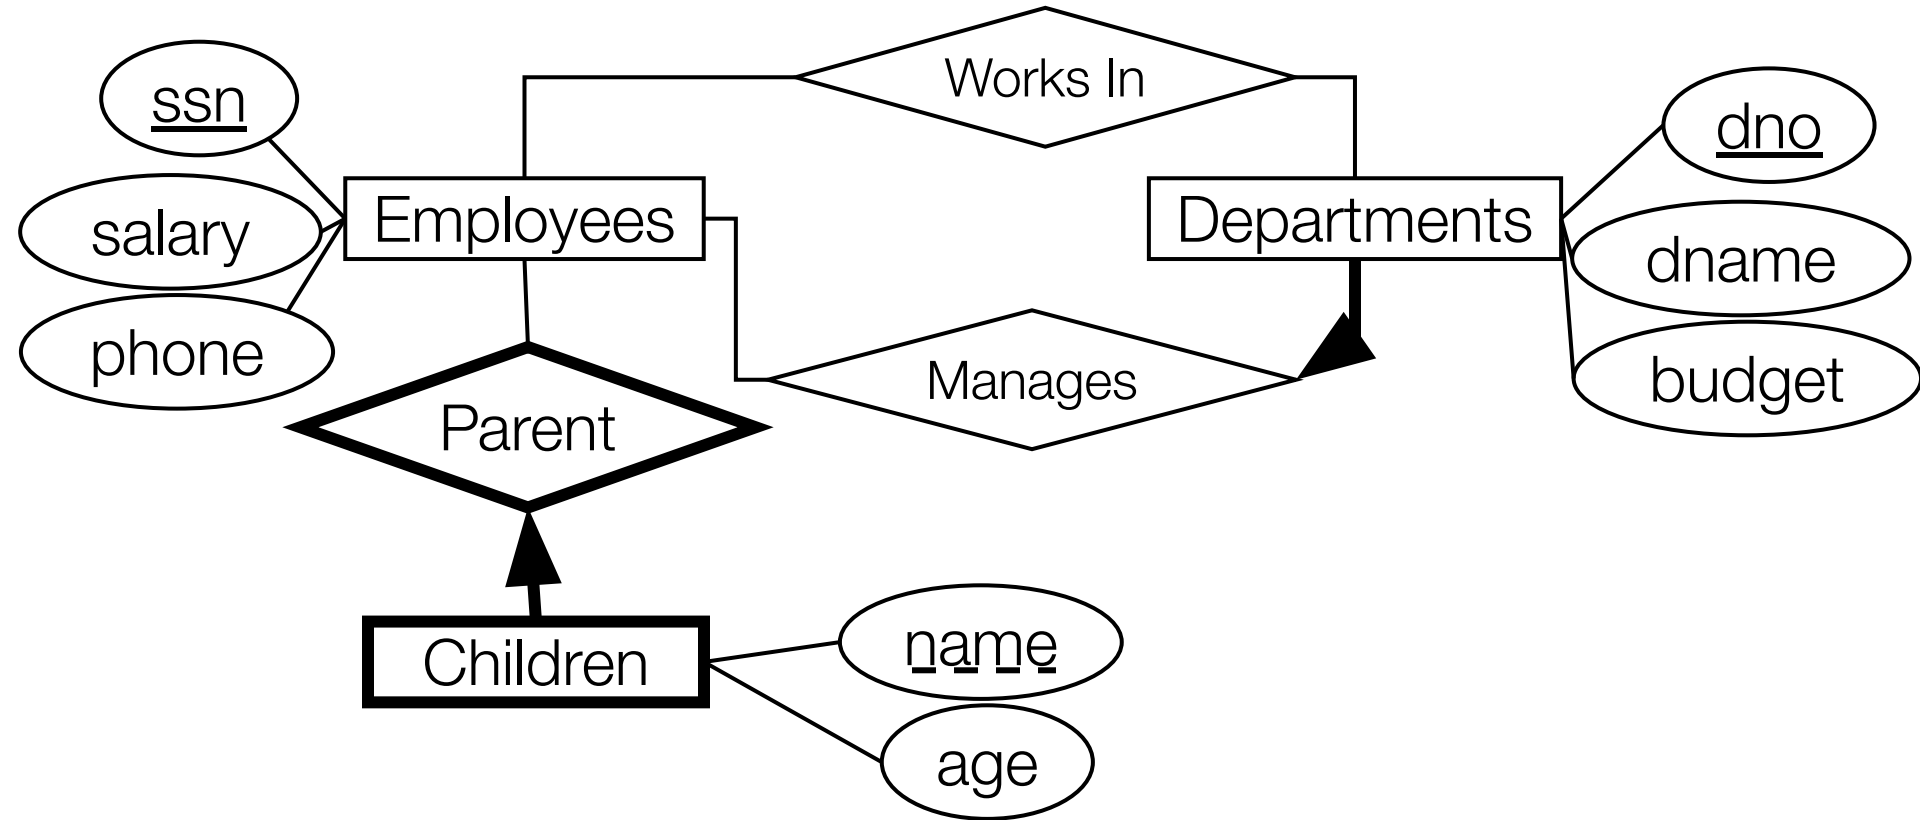 Works In
ssn
dno
salary
Employees
Departments
dname
phone
Manages
budget
Parent
name
Children
age